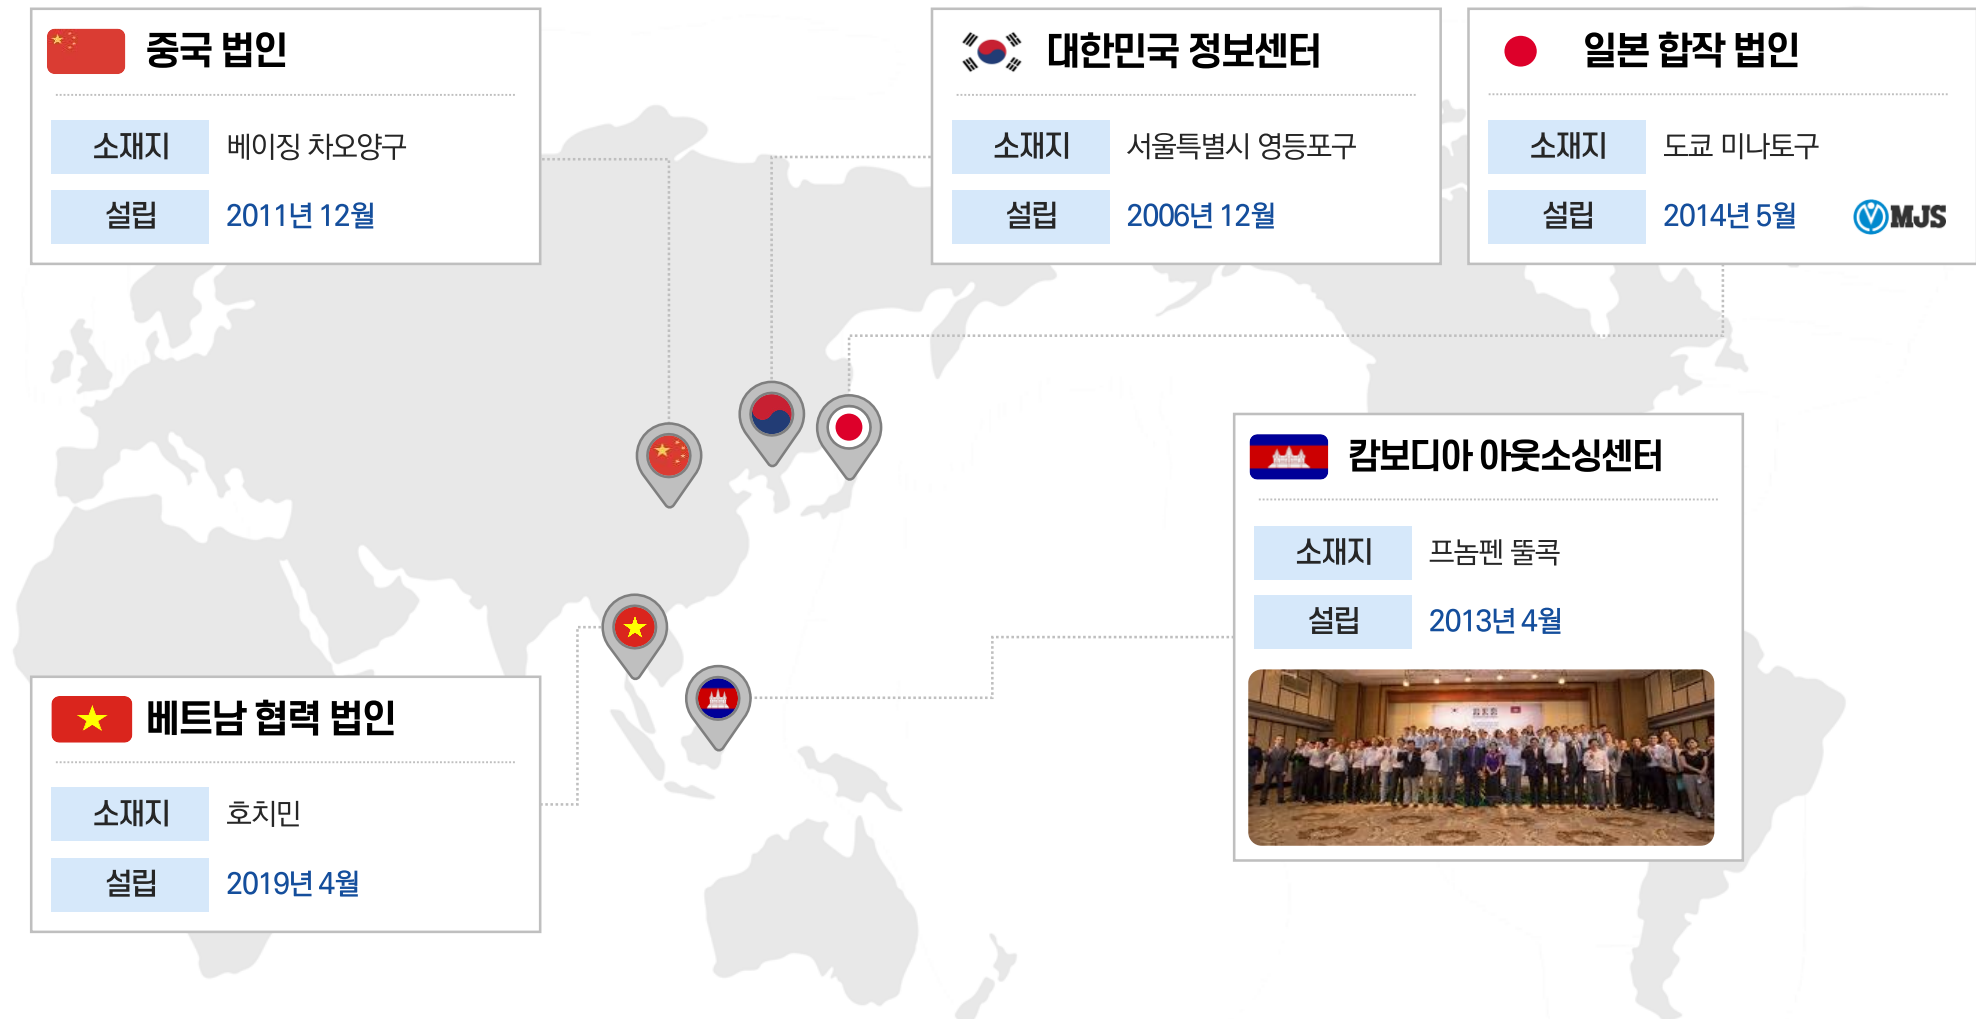 중국 법인
소재지 베이징 차오양구
설립 2011년 12월
대한민국 정보센터
소재지 서울특별시 영등포구
설립 2006년 12월
일본 합작 법인
소재지 도쿄 미나토구
설립 2014년 5월
MJS
캄보디아 아웃소싱센터
소재지 프놈펜 뚤콕
설립 2013년 4월
베트남 협력 법인
소재지 호치민
설립 2019년 4월